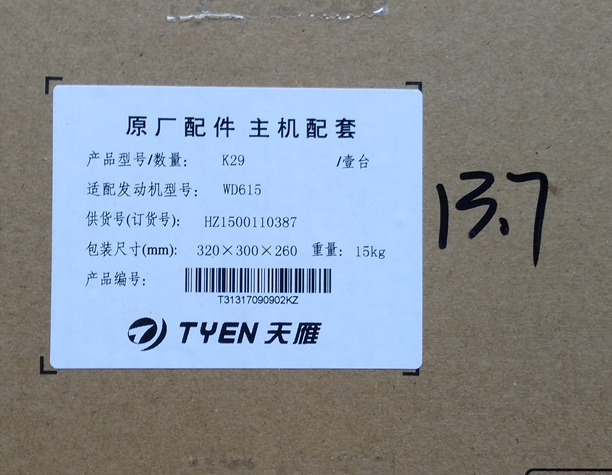 原厂配件 主机配套
产品型号/数量: K29 /壹台
适配发动机型号: WD615
供货号(订货号): HZ1500110387
包装尺寸(mm): 320×300×260 重量: 15kg
产品编号:
T31317090902KZ
TYEN 天雁
13.7